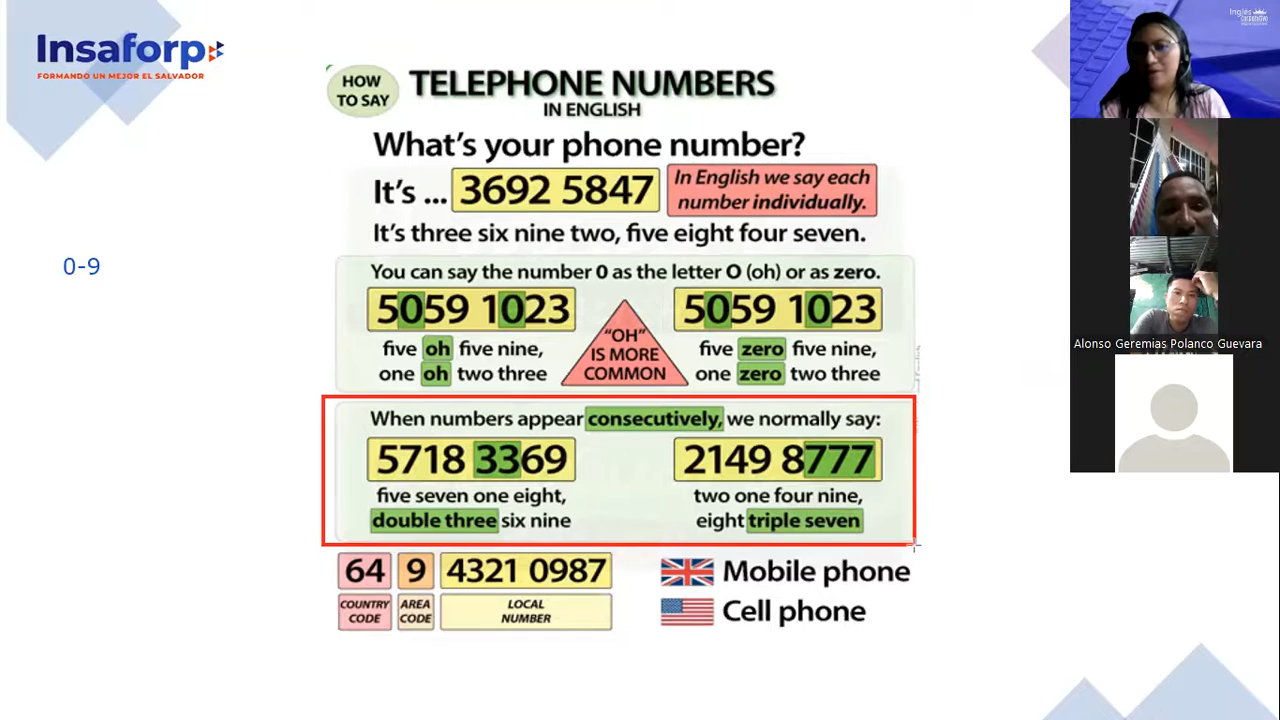 Insaforp
FORMANDO UN MEJOR EL SALVADOR
HOW
TO SAY
TELEPHONE NUMBERS
IN ENGLISH
What's your phone number?
It's ... 3692 5847
In English we say each
number individually.
It's three six nine two, five eight four seven.
0-9
You can say the number 0 as the letter O (oh) or as zero.
5059 1023
five oh five nine,
one oh two three
"OH"
IS MORE
COMMON
5059 1023
five zero five nine,
one zero two three
When numbers appear consecutively, we normally say:
5718 3369
five seven one eight,
double three six nine
2149 8777
two one four nine,
eight triple seven
64 9 4321 0987
COUNTRY
CODE
AREA
CODE
LOCAL
NUMBER
Mobile phone
Cell phone
Inglés
Alonso Geremias Polanco Guevara